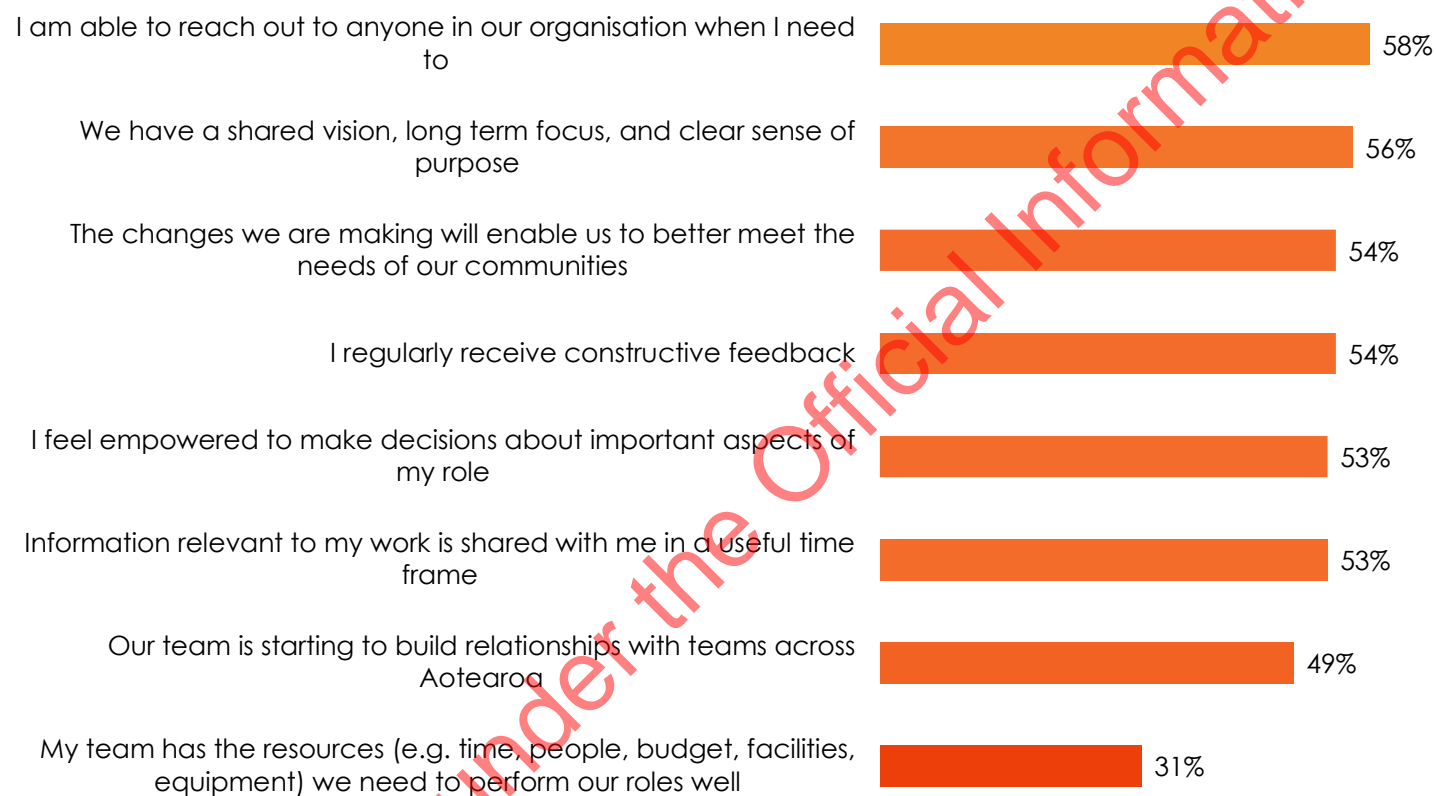 I am able to reach out to anyone in our organisation when I need
to
58%
We have a shared vision, long term focus, and clear sense of
purpose
56%
The changes we are making will enable us to better meet the
needs of our communities
54%
I regularly receive constructive feedback
54%
I feel empowered to make decisions about important aspects of
my role
53%
Information relevant to my work is shared with me in a useful time
frame
53%
Our team is starting to build relationships with teams across
Aotearoa
49%
My team has the resources (e.g. time, people, budget, facilities,
equipment) we need to perform our roles well
31%
under the Official Informati